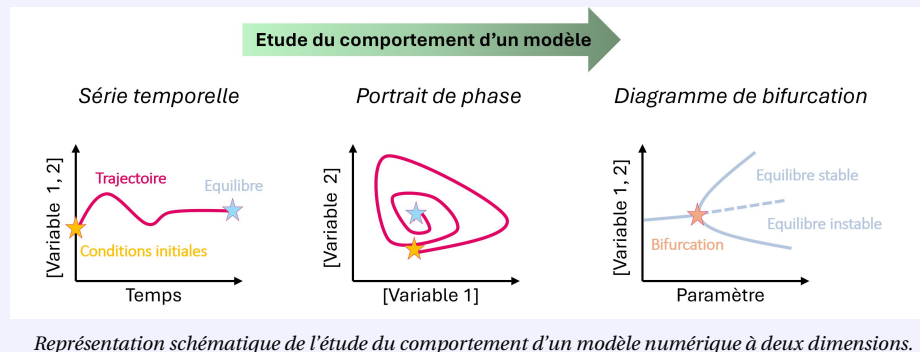 Etude du comportement d'un modèle
Série temporelle
Portrait de phase
Diagramme de bifurcation
[Variable 1, 2]
Trajectoire
Equilibre
Conditions initiales
Temps
[Variable 2]
[Variable 1]
[Variable 1, 2]
Equilibre stable
Equilibre instable
Bifurcation
Paramètre
Représentation schématique de l'étude du comportement d'un modèle numérique à deux dimensions.